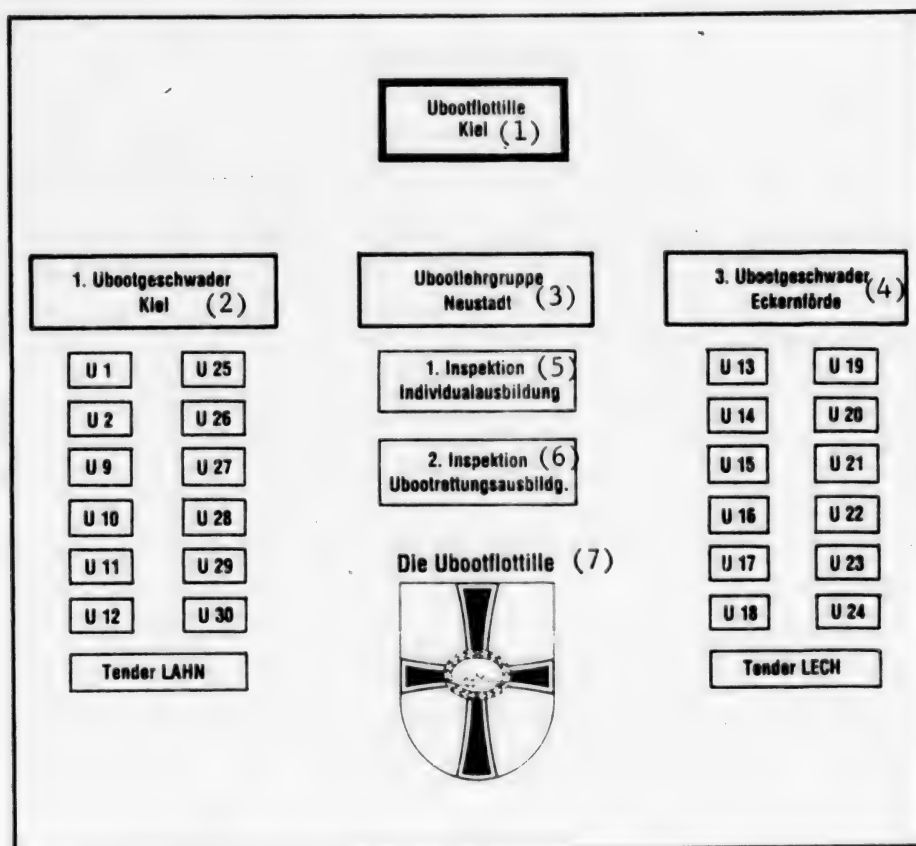 Ubootflottille
Kiel (1)
1. Ubootgeschwader
Kiel (2)
U 1
U 2
U 9
U 10
U 11
U 12
U 25
U 26
U 27
U 28
U 29
U 30
Tender LAHN
Ubootlehrgruppe
Neustadt (3)
1. Inspektion (5)
Individualausbildung
2. Inspektion (6)
Ubootrettungsausbildg.
Die Ubootflottille (7)
3. Ubootgeschwader
Eckernförde (4)
U 13
U 14
U 15
U 16
U 17
U 18
U 19
U 20
U 21
U 22
U 23
U 24
Tender LECH